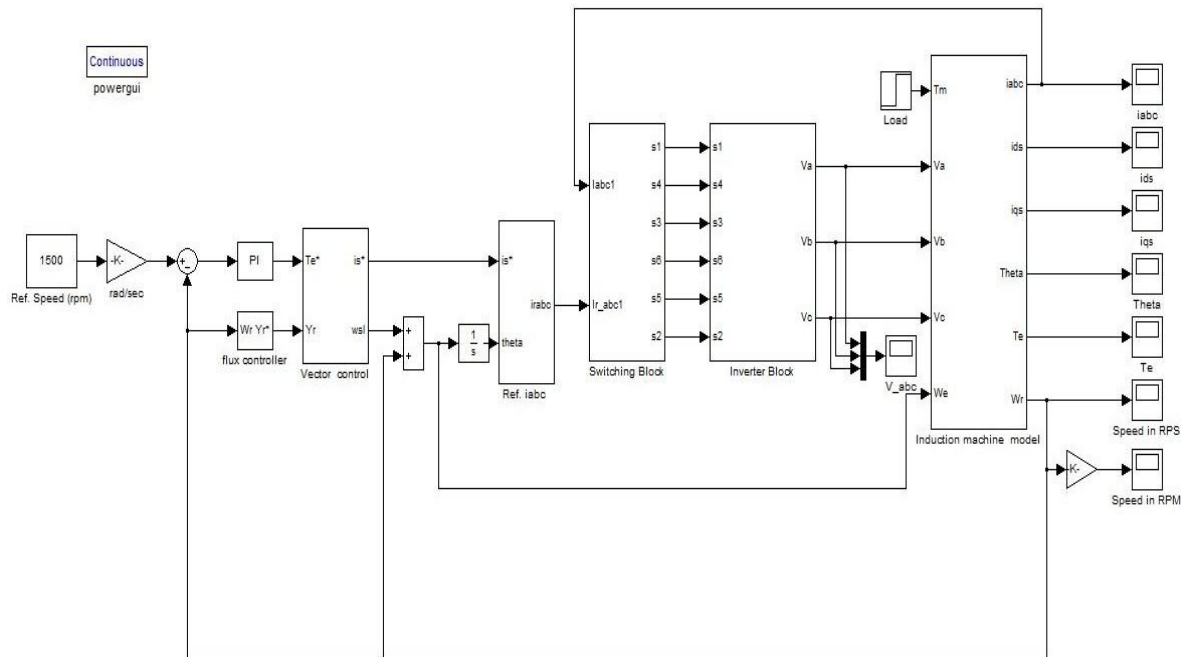 Continuous
powergui
1500
Ref. Speed (rpm)
-K-
rad/sec
+
-
PI
Wr Yr*
flux controller
Te*
is*
Yr
wsl
Vector control
+
+
1
s
is*
irabc
theta
Ref. iabc
Iabc1
Ir_abc1
s1
s4
s3
s6
s5
s2
Switching Block
s1
s4
s3
s6
s5
s2
Va
Vb
Vc
Inverter Block
V_abc
Load
Tm
Va
Vb
Vc
We
iabc
ids
iqs
Theta
Te
Wr
Induction machine model
iabc
ids
iqs
Theta
Te
Speed in RPS
-K-
Speed in RPM